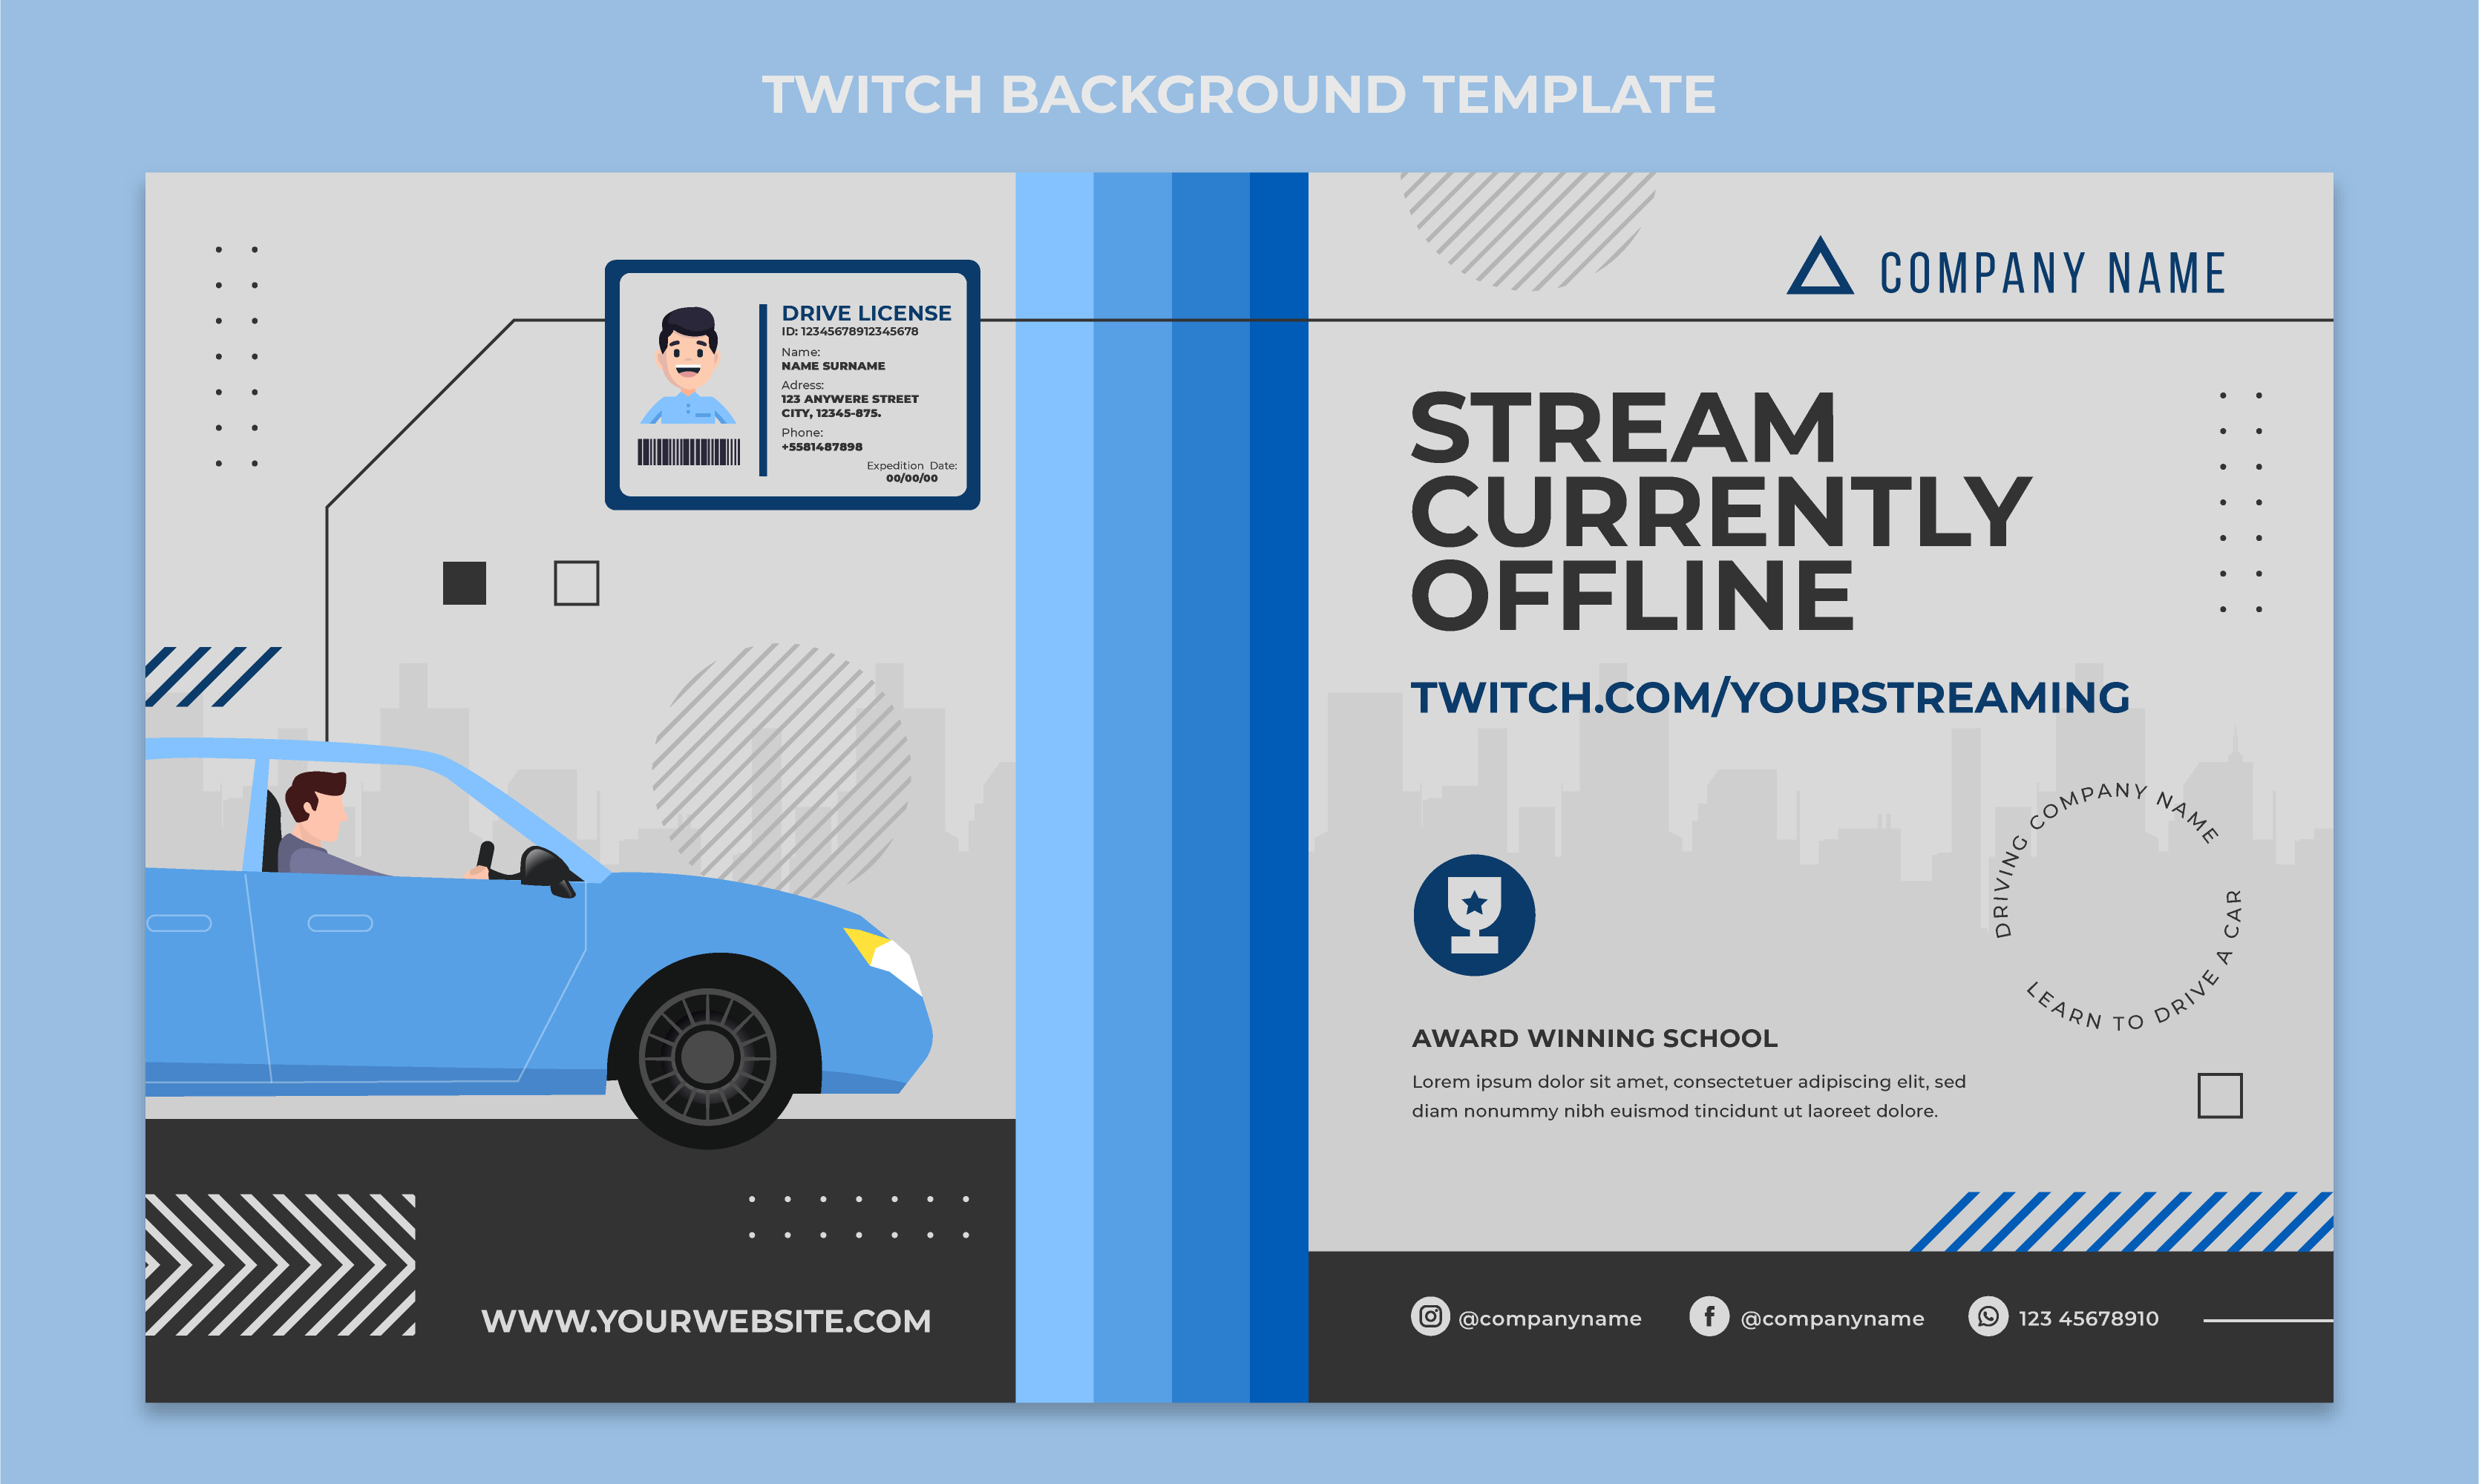 TWITCH BACKGROUND TEMPLATE
DRIVE LICENSE
ID: 12345678912345678
Name:
NAME SURNAME
Adress:
123 ANYWERE STREET
CITY, 12345-875.
Phone:
+5581487898
Expedition Date:
00/00/00
WWW.YOURWEBSITE.COM
COMPANY NAME
STREAM
CURRENTLY
OFFLINE
TWITCH.COM/YOURSTREAMING
DRIVING COMPANY NAME
LEARN TO DRIVE A CAR
AWARD WINNING SCHOOL
Lorem ipsum dolor sit amet, consectetuer adipiscing elit, sed
diam nonummy nibh euismod tincidunt ut laoreet dolore.
@companyname
@companyname
123 45678910